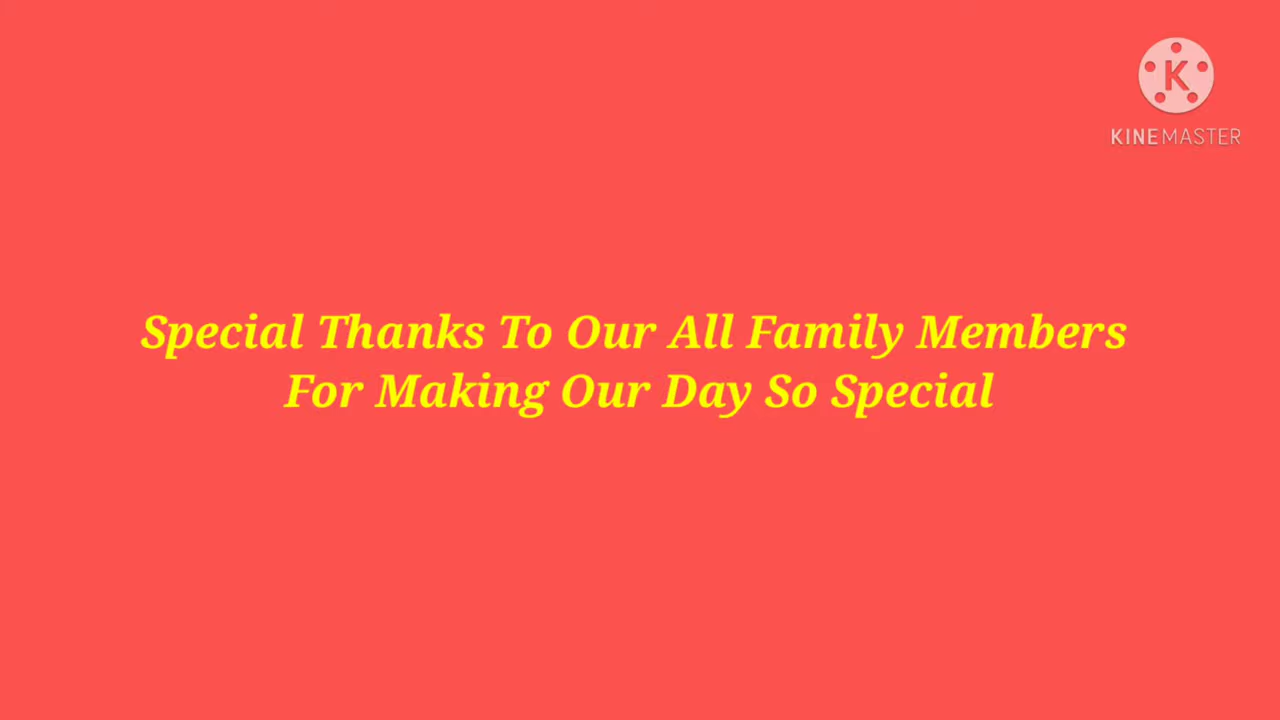 K
KINEMASTER
Special Thanks To Our All Family Members
For Making Our Day So Special